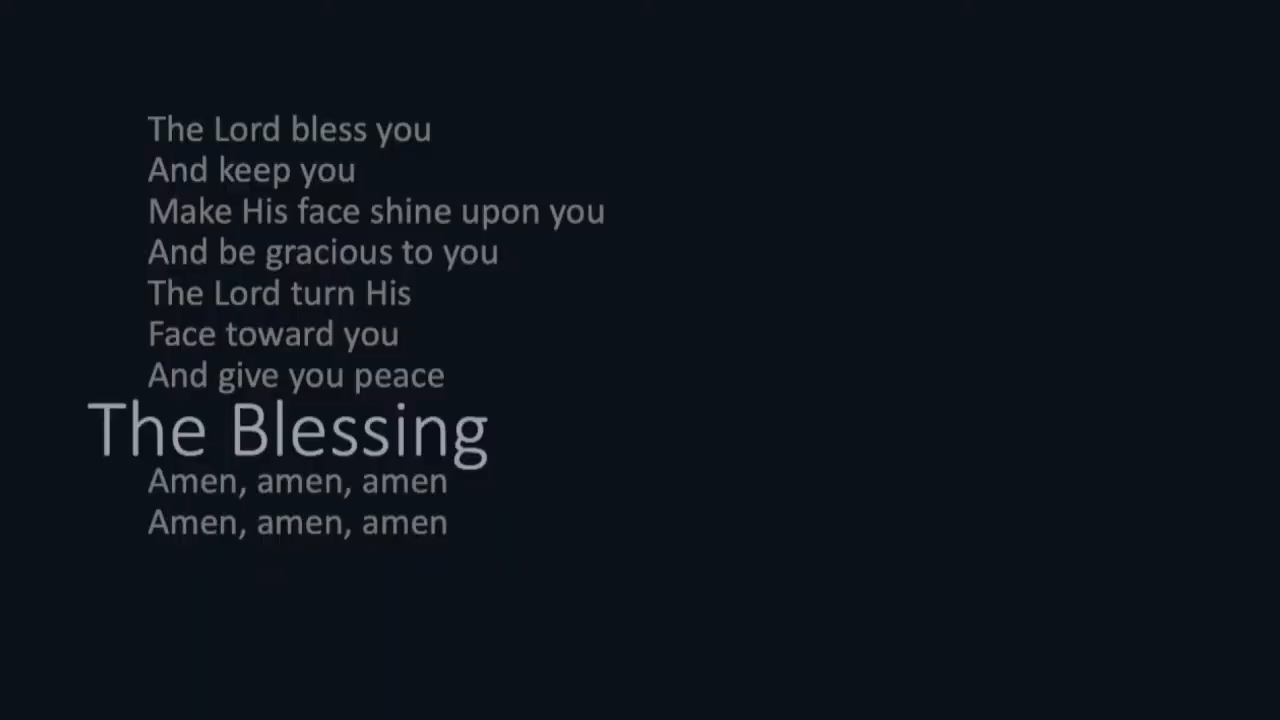 The Lord bless you
And keep you
Make His face shine upon you
And be gracious to you
The Lord turn His
Face toward you
And give you peace
The Blessing
Amen, amen, amen
Amen, amen, amen